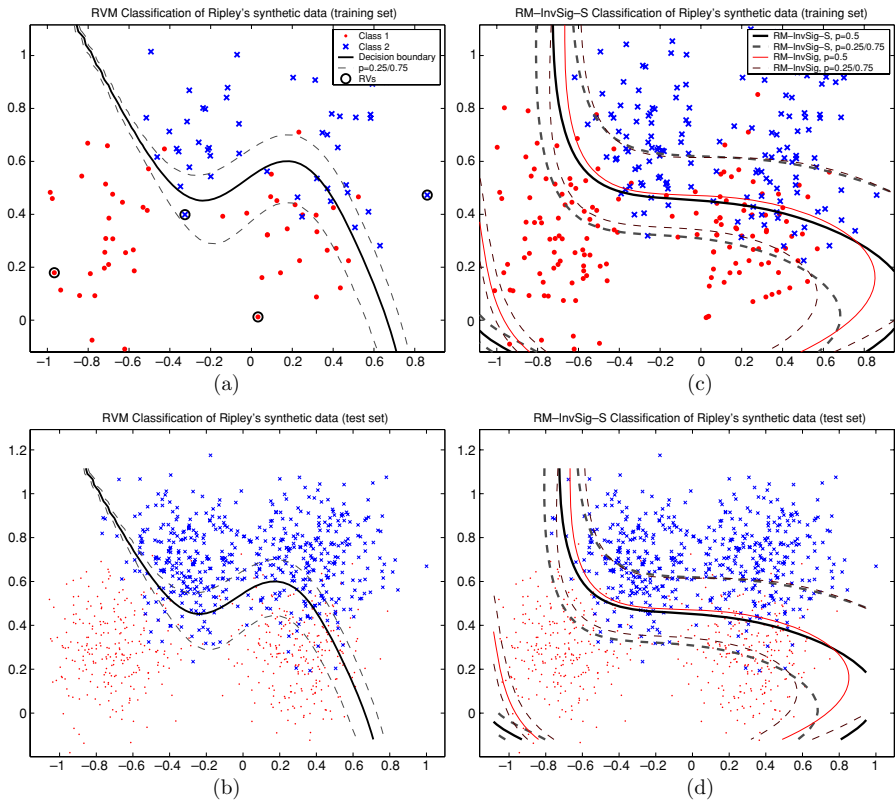 RVM Classification of Ripley's synthetic data (training set)
Class 1
Class 2
Decision boundary
p=0.25/0.75
RVs
1
0.8
0.6
0.4
0.2
0
−1 −0.8 −0.6 −0.4 −0.2 0 0.2 0.4 0.6 0.8
(a)
RM−InvSig−S Classification of Ripley's synthetic data (training set)
RM−InvSig−S, p=0.5
RM−InvSig−S, p=0.25/0.75
RM−InvSig, p=0.5
RM−InvSig, p=0.25/0.75
1
0.8
0.6
0.4
0.2
0
−1 −0.8 −0.6 −0.4 −0.2 0 0.2 0.4 0.6 0.8
(c)
RVM Classification of Ripley's synthetic data (test set)
1.2
1
0.8
0.6
0.4
0.2
0
−1 −0.8 −0.6 −0.4 −0.2 0 0.2 0.4 0.6 0.8 1
(b)
RM−InvSig−S Classification of Ripley's synthetic data (test set)
1.2
1
0.8
0.6
0.4
0.2
0
−1 −0.8 −0.6 −0.4 −0.2 0 0.2 0.4 0.6 0.8 1
(d)